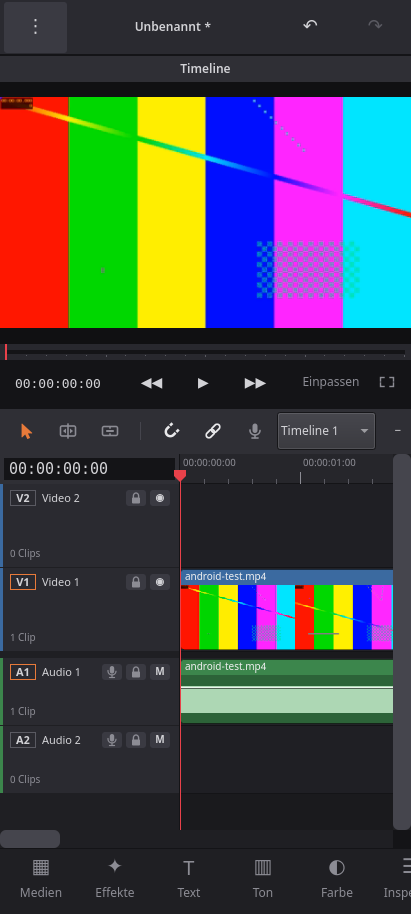 Unbenannt *
Timeline
00:00:00:00
Einpassen
Timeline 1
00:00:00:00
00:00:00:00
00:00:01:00
V2 Video 2
0 Clips
android-test.mp4
V1 Video 1
1 Clip
android-test.mp4
A1 Audio 1 M
1 Clip
A2 Audio 2 M
0 Clips
Medien
Effekte
T
Text
Ton
Farbe
Inspe